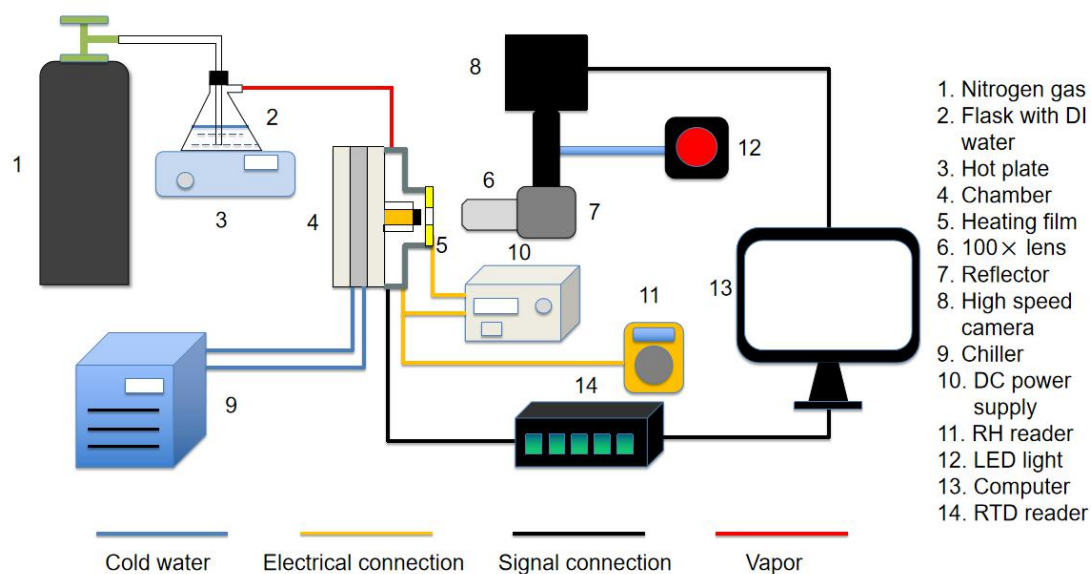 1
2
3
4
5
6
7
8
9
10
11
12
13
14
1. Nitrogen gas
2. Flask with DI
water
3. Hot plate
4. Chamber
5. Heating film
6. 100× lens
7. Reflector
8. High speed
camera
9. Chiller
10. DC power
supply
11. RH reader
12. LED light
13. Computer
14. RTD reader
Cold water
Electrical connection
Signal connection
Vapor